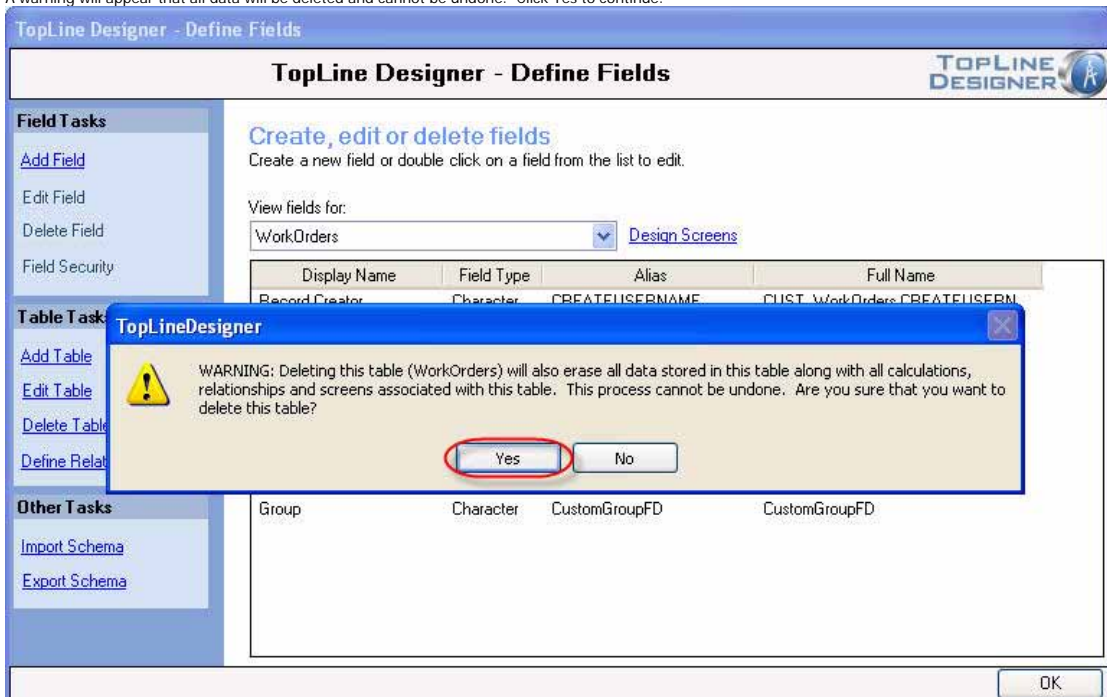 A warning will appear that all data will be deleted and cannot be undone. Click Yes to continue.
TopLine Designer - Define Fields
TopLine Designer - Define Fields
TOPLINE
DESIGNER
Field Tasks
Add Field
Edit Field
Delete Field
Field Security
Create, edit or delete fields
Create a new field or double click on a field from the list to edit.
View fields for:
WorkOrders
Design Screens
Display Name Field Type Alias Full Name
Record Creator Character CREATEUSERNAME CUST_WorkOrders.CREATEUSERN
Table Task
Add Table
Edit Table
Delete Table
Define Relat
TopLineDesigner
WARNING: Deleting this table (WorkOrders) will also erase all data stored in this table along with all calculations,
relationships and screens associated with this table. This process cannot be undone. Are you sure that you want to
delete this table?
Yes No
Other Tasks
Import Schema
Export Schema
Group Character CustomGroupFD CustomGroupFD
OK